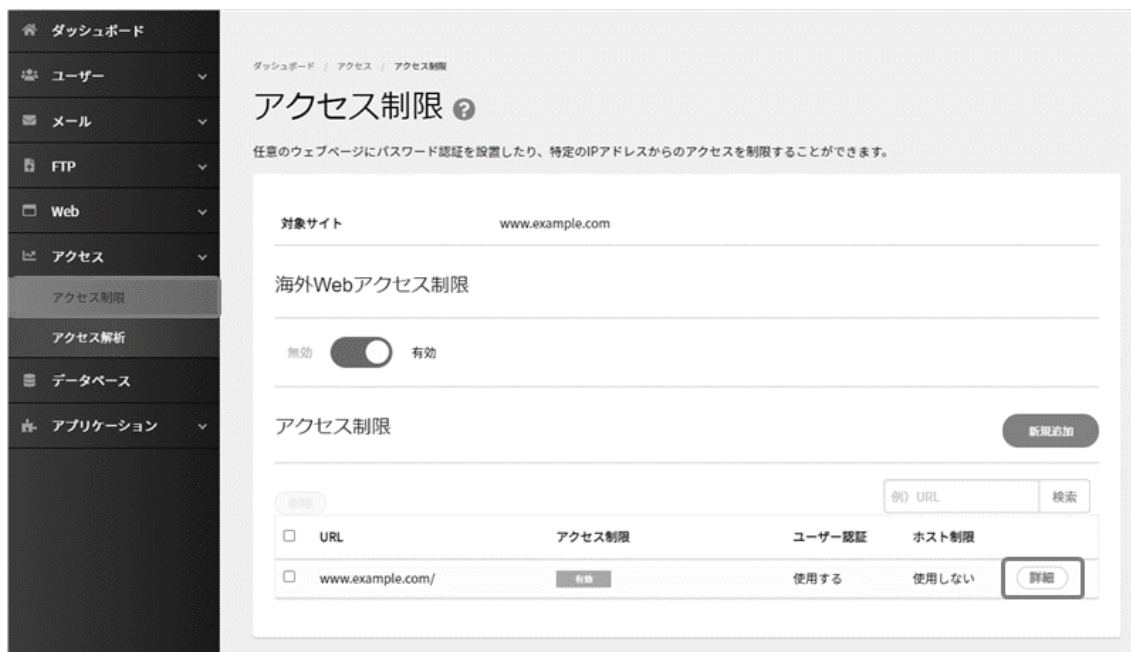 ダッシュボード
ユーザー
メール
FTP
Web
アクセス
アクセス制限
アクセス解析
データベース
アプリケーション
ダッシュボード / アクセス / アクセス制限
アクセス制限 ?
任意のウェブページにパスワード認証を設置したり、特定のIPアドレスからのアクセスを制限することができます。
対象サイト www.example.com
海外Webアクセス制限
無効 有効
アクセス制限 新規追加
削除 例）URL 検索
URL アクセス制限 ユーザー認証 ホスト制限
www.example.com/ 有効 使用する 使用しない 詳細